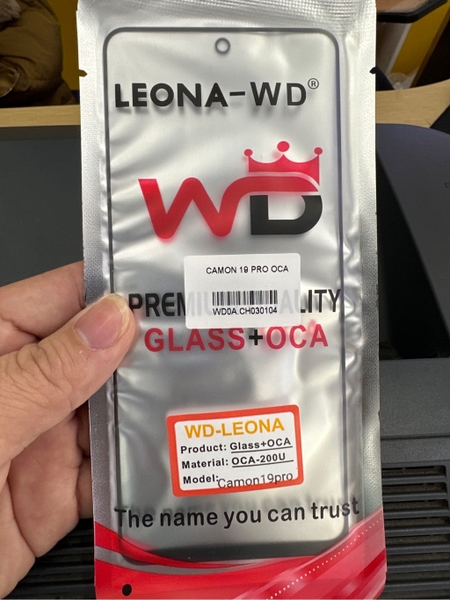 LEONA-WD®
WD
CAMON 19 PRO OCA
WD0A.CH030104
PREMIUM QUALITY
GLASS+OCA
WD-LEONA
Product: Glass+OCA
Material: OCA-200U
Model: Camon19pro
The name you can trust